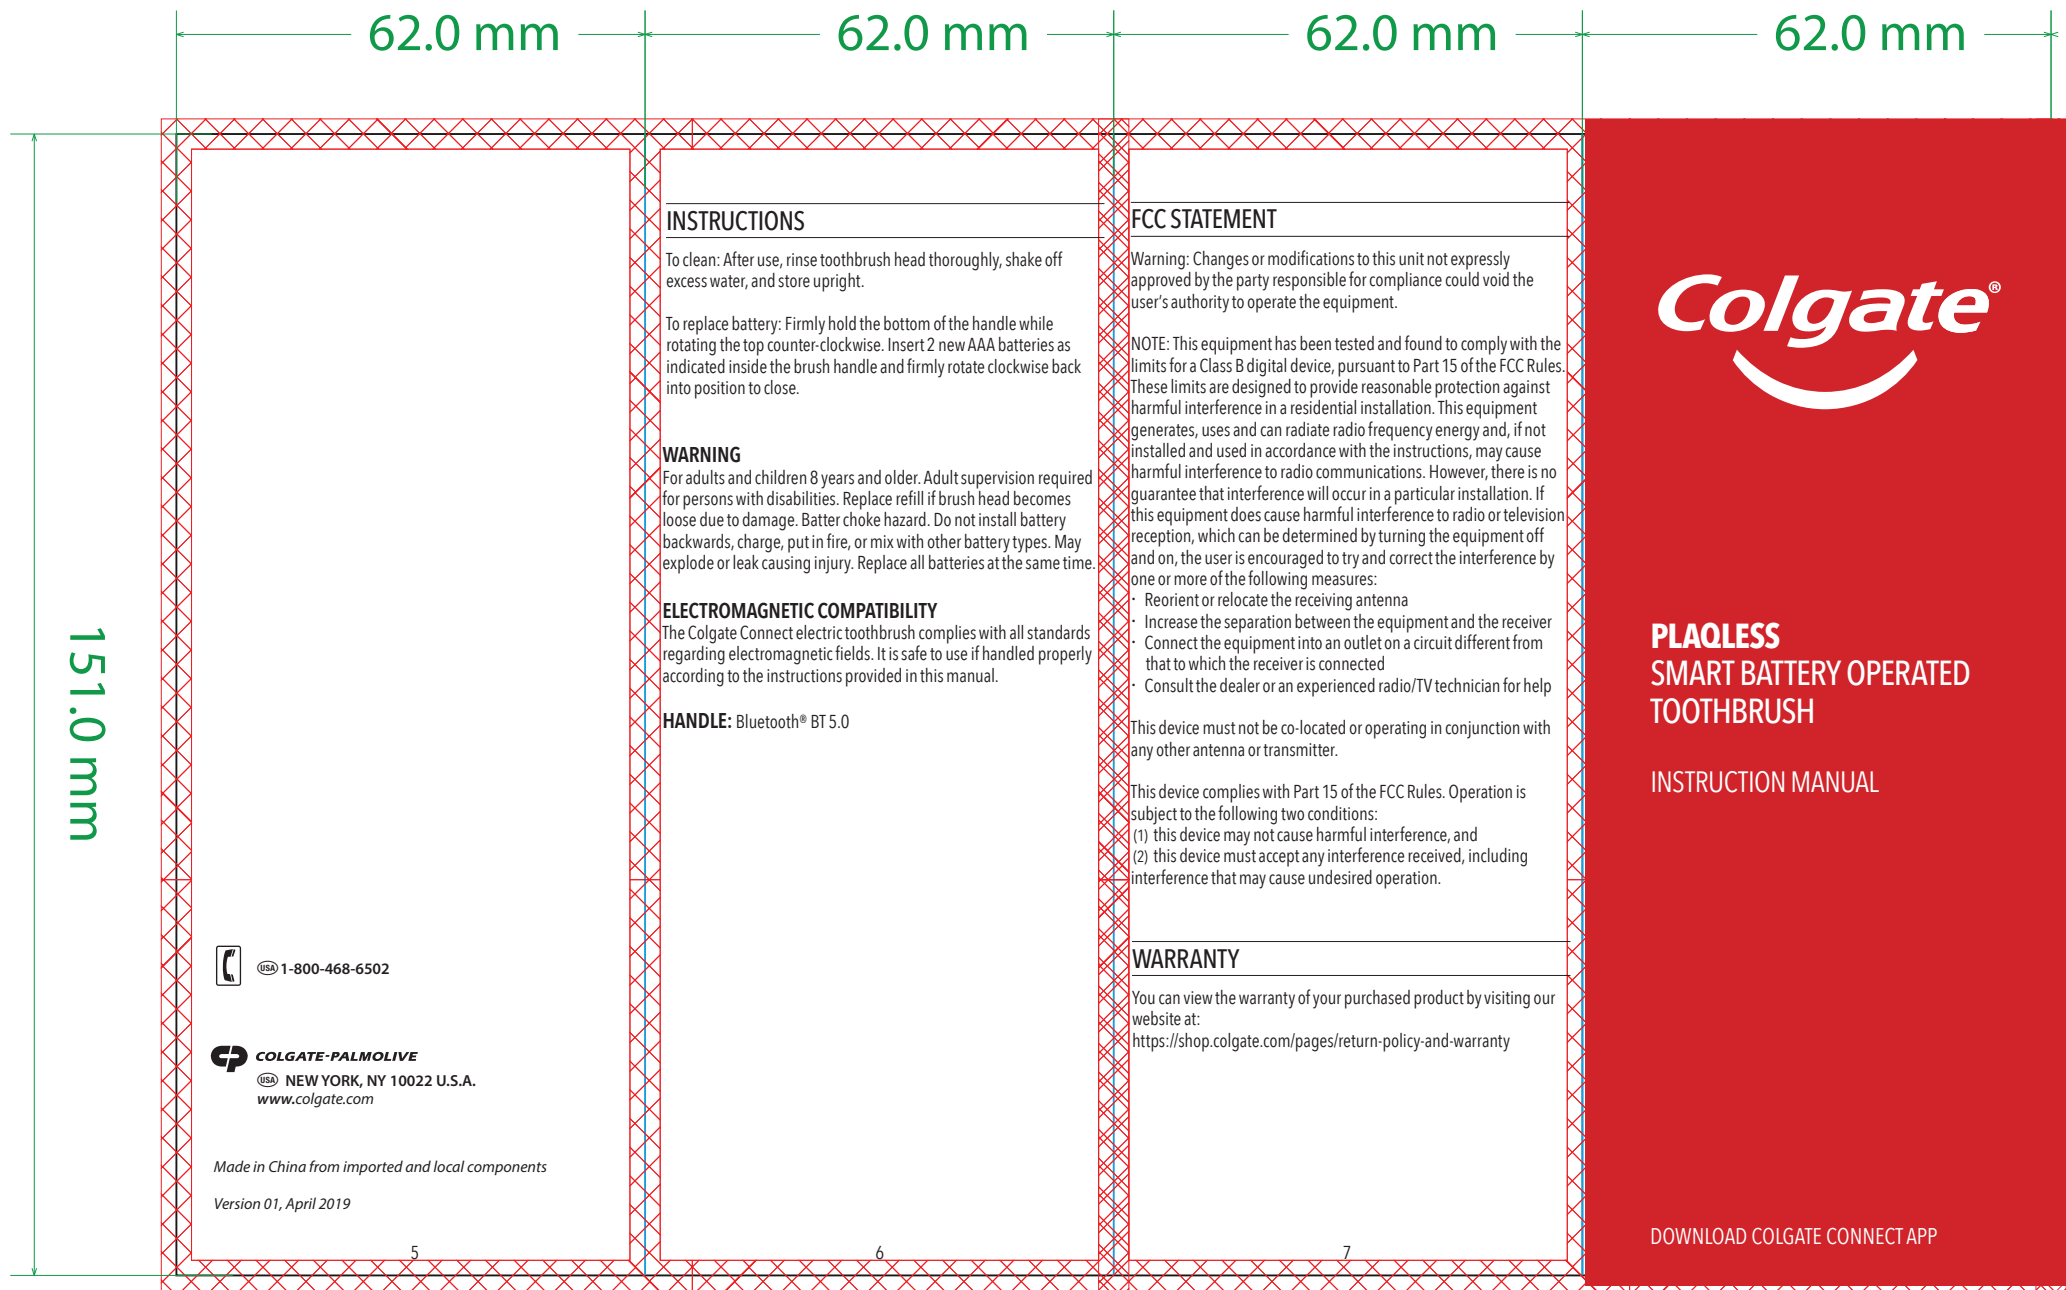 62.0 mm
62.0 mm
62.0 mm
62.0 mm
151.0 mm
USA 1-800-468-6502
COLGATE-PALMOLIVE
USA NEW YORK, NY 10022 U.S.A.
www.colgate.com
Made in China from imported and local components
Version 01, April 2019
5
INSTRUCTIONS
To clean: After use, rinse toothbrush head thoroughly, shake off
excess water, and store upright.
To replace battery: Firmly hold the bottom of the handle while
rotating the top counter-clockwise. Insert 2 new AAA batteries as
indicated inside the brush handle and firmly rotate clockwise back
into position to close.
WARNING
For adults and children 8 years and older. Adult supervision required
for persons with disabilities. Replace refill if brush head becomes
loose due to damage. Batter choke hazard. Do not install battery
backwards, charge, put in fire, or mix with other battery types. May
explode or leak causing injury. Replace all batteries at the same time.
ELECTROMAGNETIC COMPATIBILITY
The Colgate Connect electric toothbrush complies with all standards
regarding electromagnetic fields. It is safe to use if handled properly
according to the instructions provided in this manual.
HANDLE: Bluetooth® BT 5.0
6
FCC STATEMENT
Warning: Changes or modifications to this unit not expressly
approved by the party responsible for compliance could void the
user's authority to operate the equipment.
NOTE: This equipment has been tested and found to comply with the
limits for a Class B digital device, pursuant to Part 15 of the FCC Rules.
These limits are designed to provide reasonable protection against
harmful interference in a residential installation. This equipment
generates, uses and can radiate radio frequency energy and, if not
installed and used in accordance with the instructions, may cause
harmful interference to radio communications. However, there is no
guarantee that interference will occur in a particular installation. If
this equipment does cause harmful interference to radio or television
reception, which can be determined by turning the equipment off
and on, the user is encouraged to try and correct the interference by
one or more of the following measures:
· Reorient or relocate the receiving antenna
· Increase the separation between the equipment and the receiver
· Connect the equipment into an outlet on a circuit different from
that to which the receiver is connected
· Consult the dealer or an experienced radio/TV technician for help
This device must not be co-located or operating in conjunction with
any other antenna or transmitter.
This device complies with Part 15 of the FCC Rules. Operation is
subject to the following two conditions:
(1) this device may not cause harmful interference, and
(2) this device must accept any interference received, including
interference that may cause undesired operation.
WARRANTY
You can view the warranty of your purchased product by visiting our
website at:
https://shop.colgate.com/pages/return-policy-and-warranty
7
Colgate®
PLAQLESS
SMART BATTERY OPERATED
TOOTHBRUSH
INSTRUCTION MANUAL
DOWNLOAD COLGATE CONNECT APP